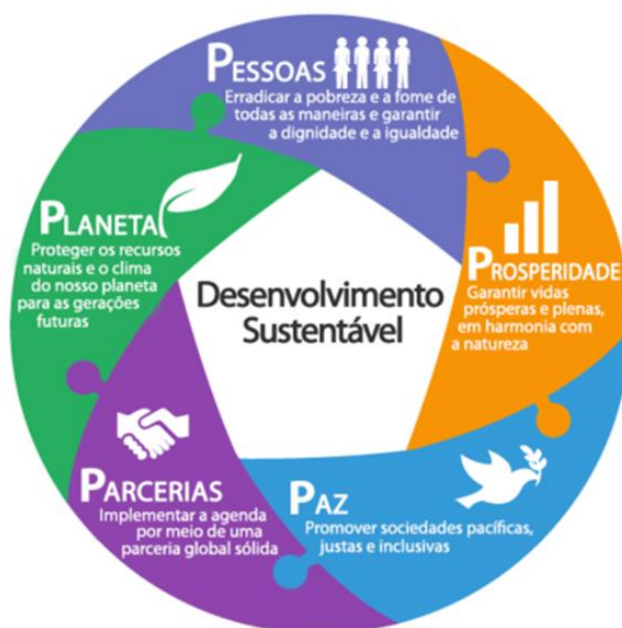 PESSOAS
Erradicar a pobreza e a fome de
todas as maneiras e garantir
a dignidade e a igualdade
PLANETA
Proteger os recursos
naturais e o clima
do nosso planeta
para as gerações
futuras
PROSPERIDADE
Garantir vidas
prósperas e plenas,
em harmonia com
a natureza
Desenvolvimento
Sustentável
PARCERIAS
Implementar a agenda
por meio de uma
parceria global sólida
PAZ
Promover sociedades pacíficas,
justas e inclusivas